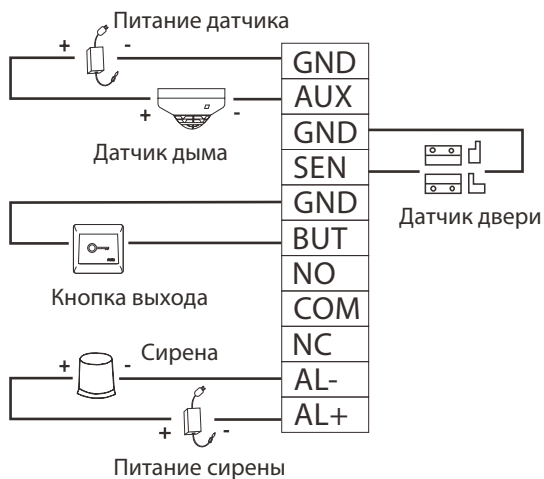 Питание датчика
+ -
GND
AUX
+ -
Датчик дыма
GND
SEN
Датчик двери
GND
BUT
Кнопка выхода
NO
COM
NC
Сирена
+ -
AL-
AL+
+ -
Питание сирены